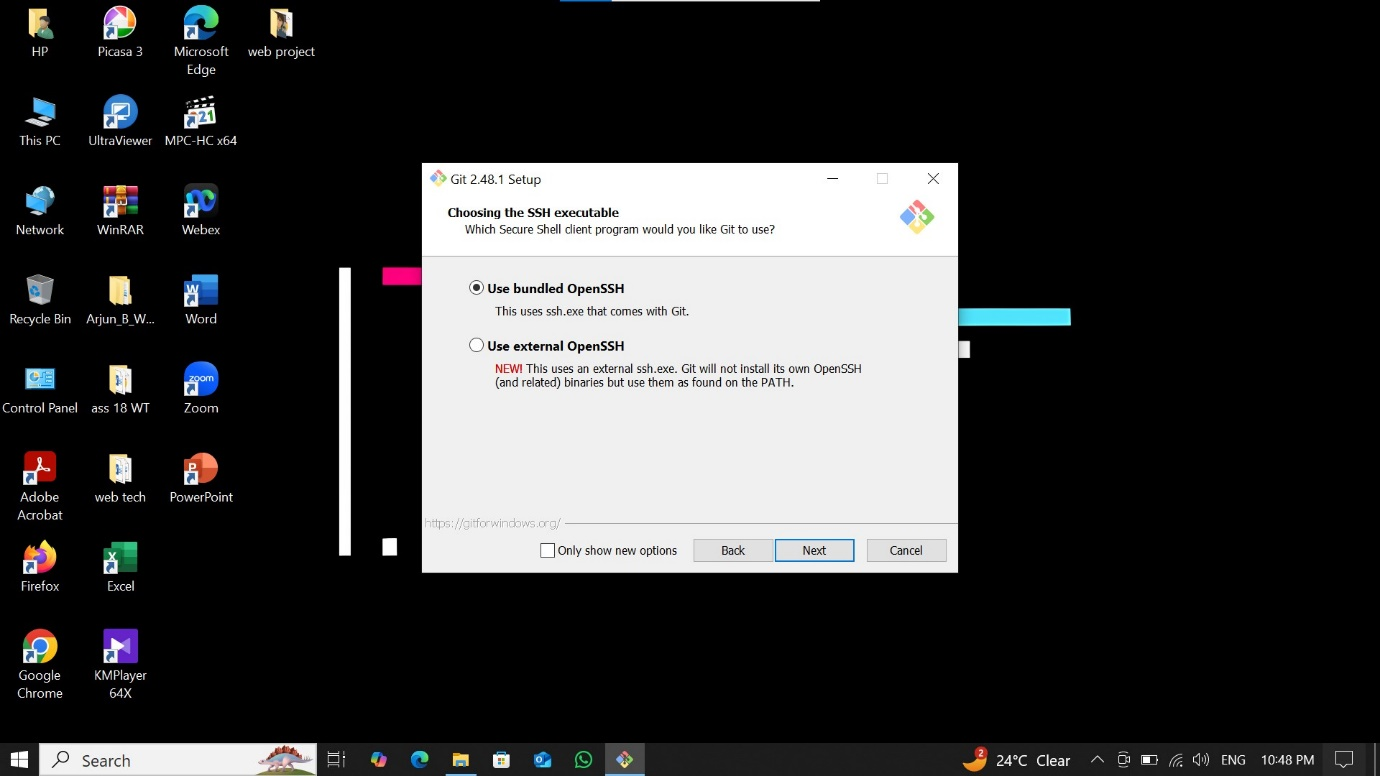 HP
Picasa 3
Microsoft
Edge
web project
This PC
UltraViewer
MPC-HC x64
Network
WinRAR
Webex
Recycle Bin
Arjun_B_W...
Word
Control Panel
ass 18 WT
Zoom
zoom
Adobe
Acrobat
web tech
PowerPoint
Firefox
Excel
Google
Chrome
KMPlayer
64X
Git 2.48.1 Setup
Choosing the SSH executable
Which Secure Shell client program would you like Git to use?
Use bundled OpenSSH
This uses ssh.exe that comes with Git.
Use external OpenSSH
NEW! This uses an external ssh.exe. Git will not install its own OpenSSH
(and related) binaries but use them as found on the PATH.
https://gitforwindows.org/
Only show new options
Back
Next
Cancel
Search
2
24°C Clear
ENG
10:48 PM